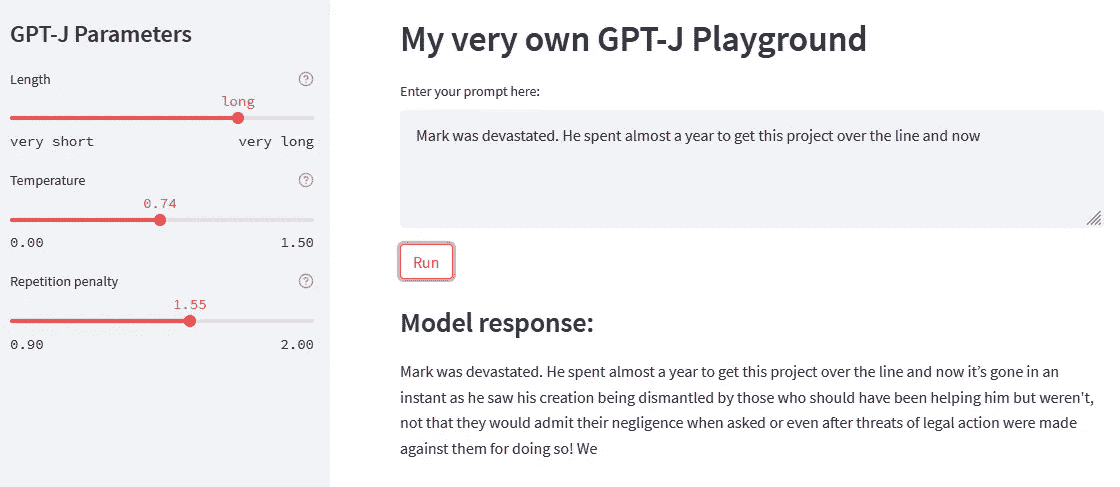 GPT-J Parameters
Length
long
very short very long
Temperature
0.74
0.00 1.50
Repetition penalty
1.55
0.90 2.00
My very own GPT-J Playground
Enter your prompt here:
Mark was devastated. He spent almost a year to get this project over the line and now
Run
Model response:
Mark was devastated. He spent almost a year to get this project over the line and now it’s gone in an
instant as he saw his creation being dismantled by those who should have been helping him but weren't,
not that they would admit their negligence when asked or even after threats of legal action were made
against them for doing so! We